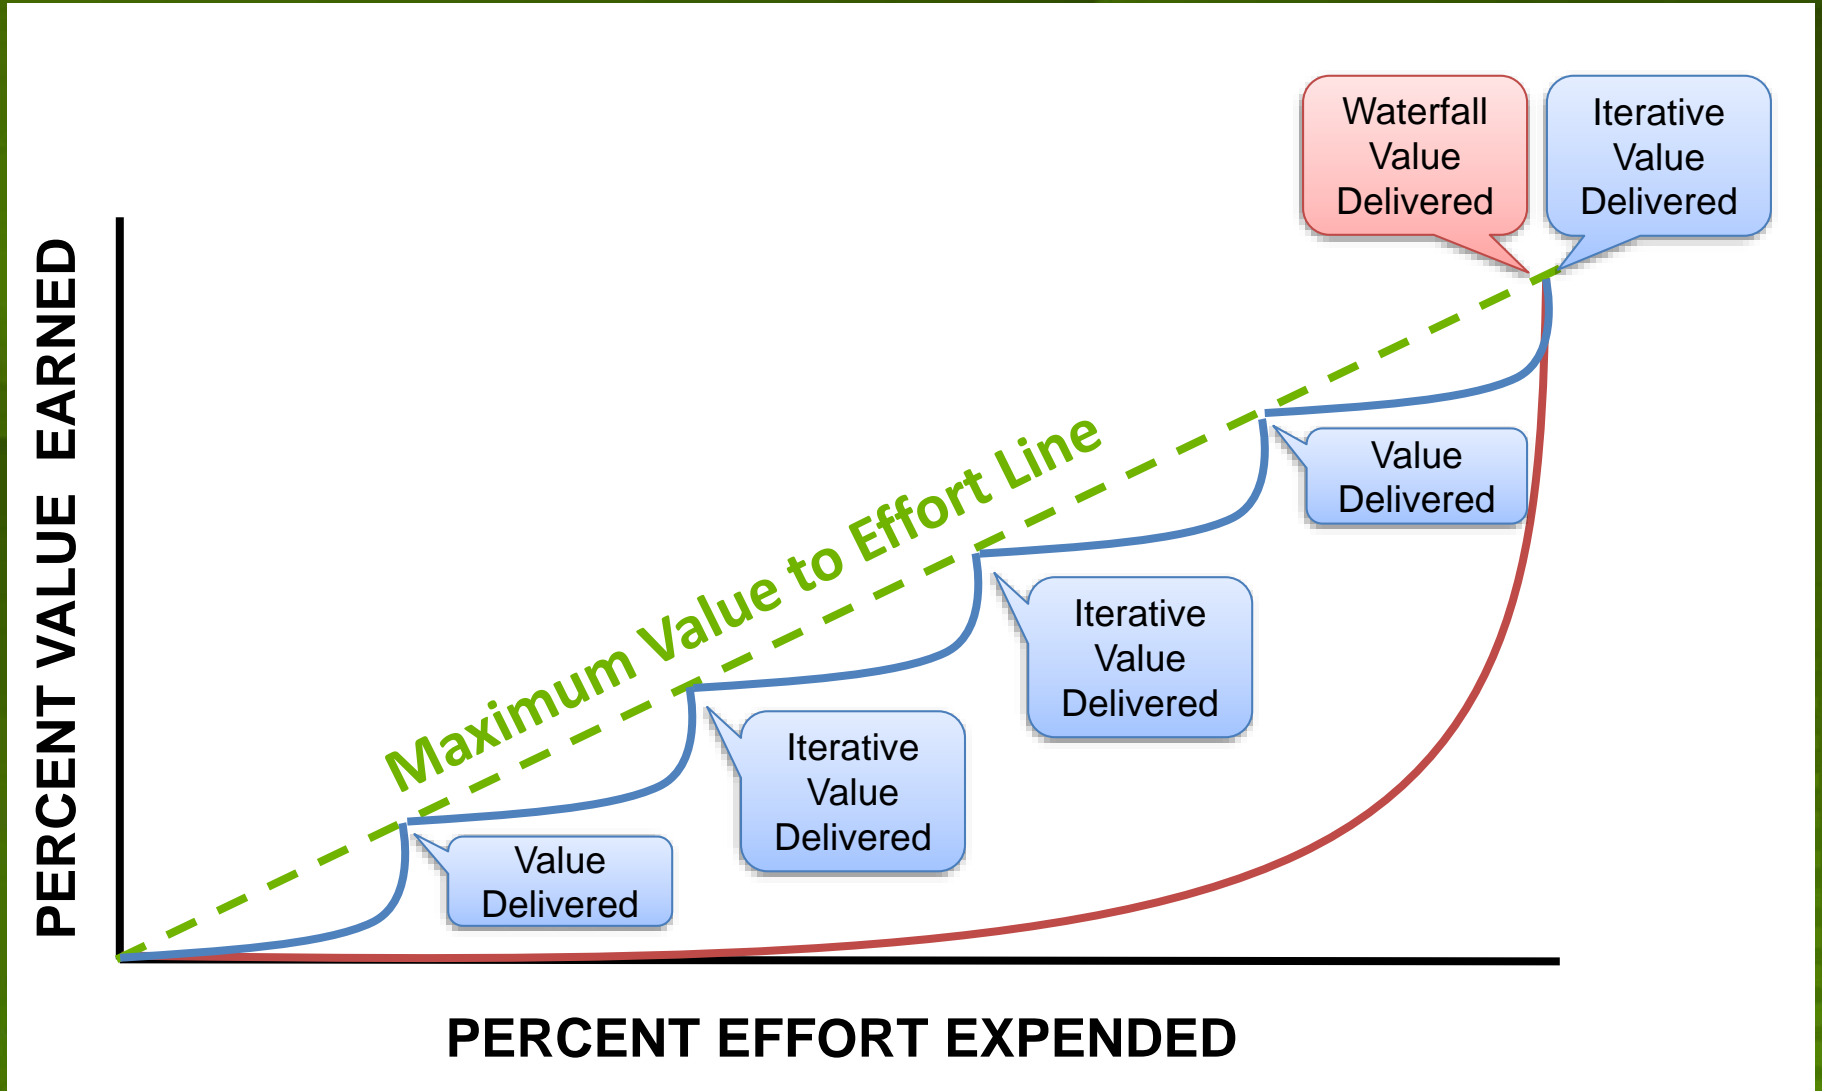 Waterfall
Value
Delivered
Iterative
Value
Delivered
PERCENT VALUE EARNED
Maximum Value to Effort Line
Value
Delivered
Iterative
Value
Delivered
Iterative
Value
Delivered
Value
Delivered
PERCENT EFFORT EXPENDED